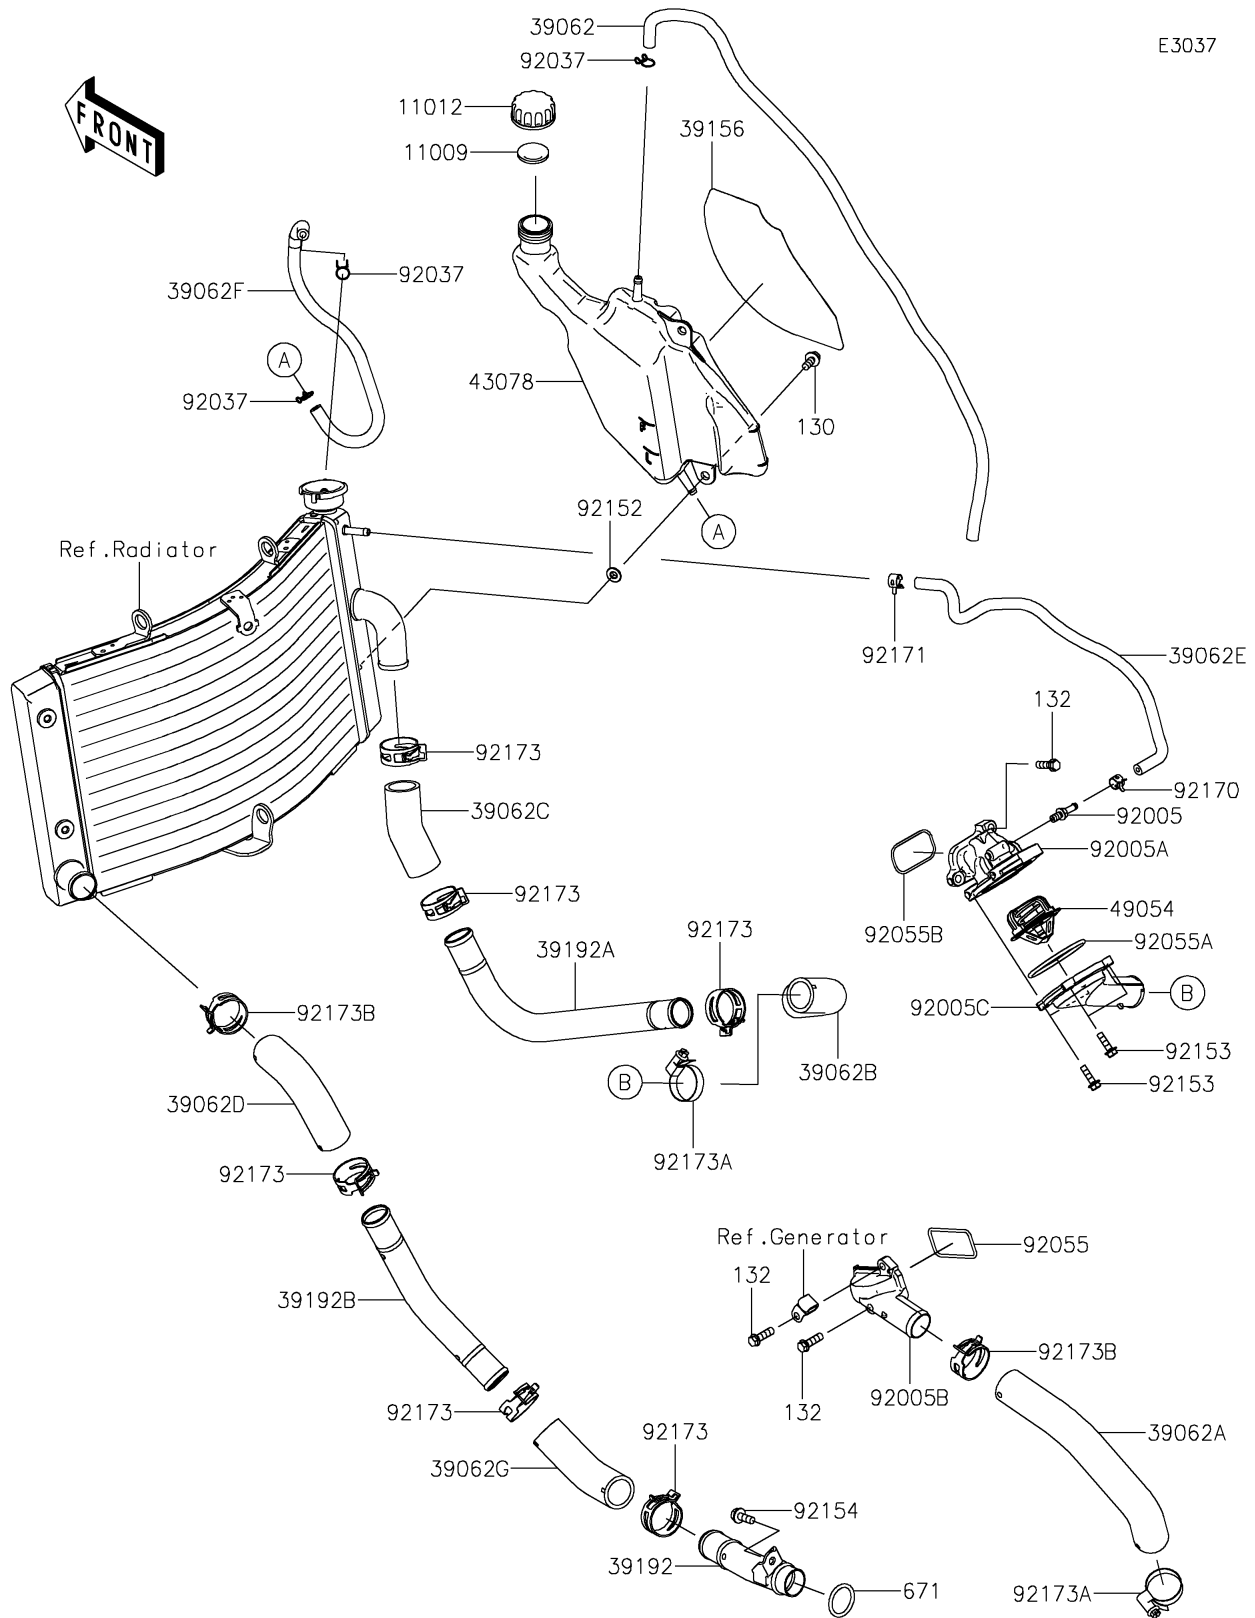 39062
E3037
92037
FRONT
11012
39156
11009
92037
39062F
A
43078
92037
130
F
L
92152
A
Ref.Radiator
92171
39062E
132
92173
92170
39062C
92005
92005A
92173
49054
92173
92055B
92055A
39192A
92005C
B
92173B
92153
39062B
B
92153
39062D
92173A
92173
Ref.Generator
92055
132
39192B
92173B
92005B
92173
132
92173
39062A
39062G
92154
39192
671
92173A